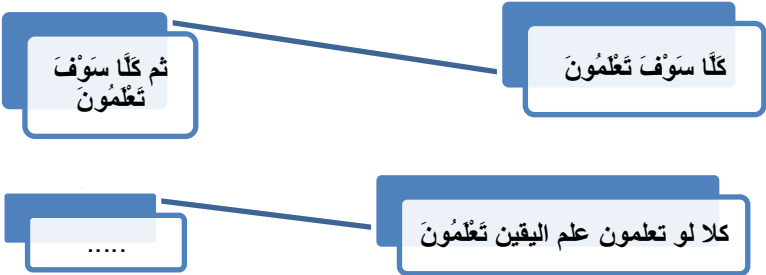 كَلَّا سَوْفَ تَعْلَمُونَ
ثم كَلَّا سَوْفَ
تَعْلَمُونَ
كلا لو تعلمون علم اليقين تَعْلَمُونَ
.....